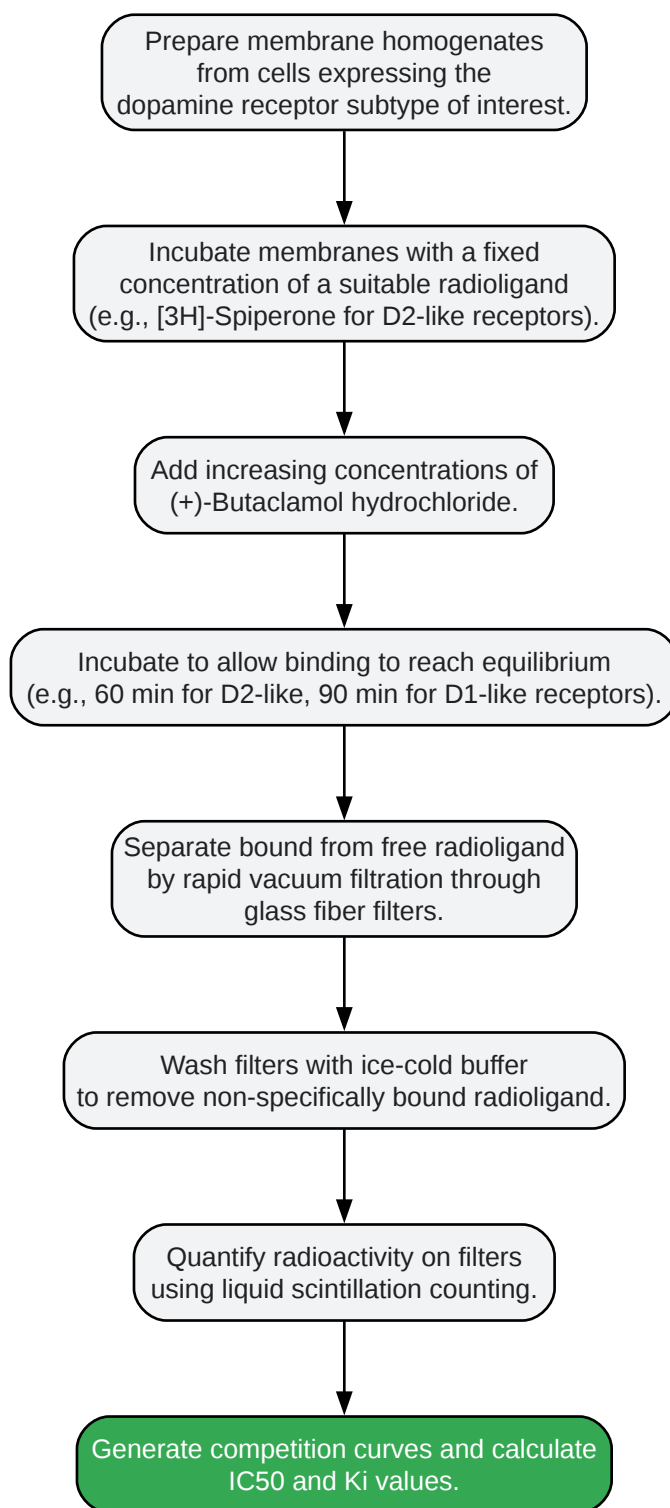 Prepare membrane homogenates
from cells expressing the
dopamine receptor subtype of interest.
Incubate membranes with a fixed
concentration of a suitable radioligand
(e.g., [3H]-Spiperone for D2-like receptors).
Add increasing concentrations of
(+)-Butaclamol hydrochloride.
Incubate to allow binding to reach equilibrium
(e.g., 60 min for D2-like, 90 min for D1-like receptors).
Separate bound from free radioligand
by rapid vacuum filtration through
glass fiber filters.
Wash filters with ice-cold buffer
to remove non-specifically bound radioligand.
Quantify radioactivity on filters
using liquid scintillation counting.
Generate competition curves and calculate
IC50 and Ki values.